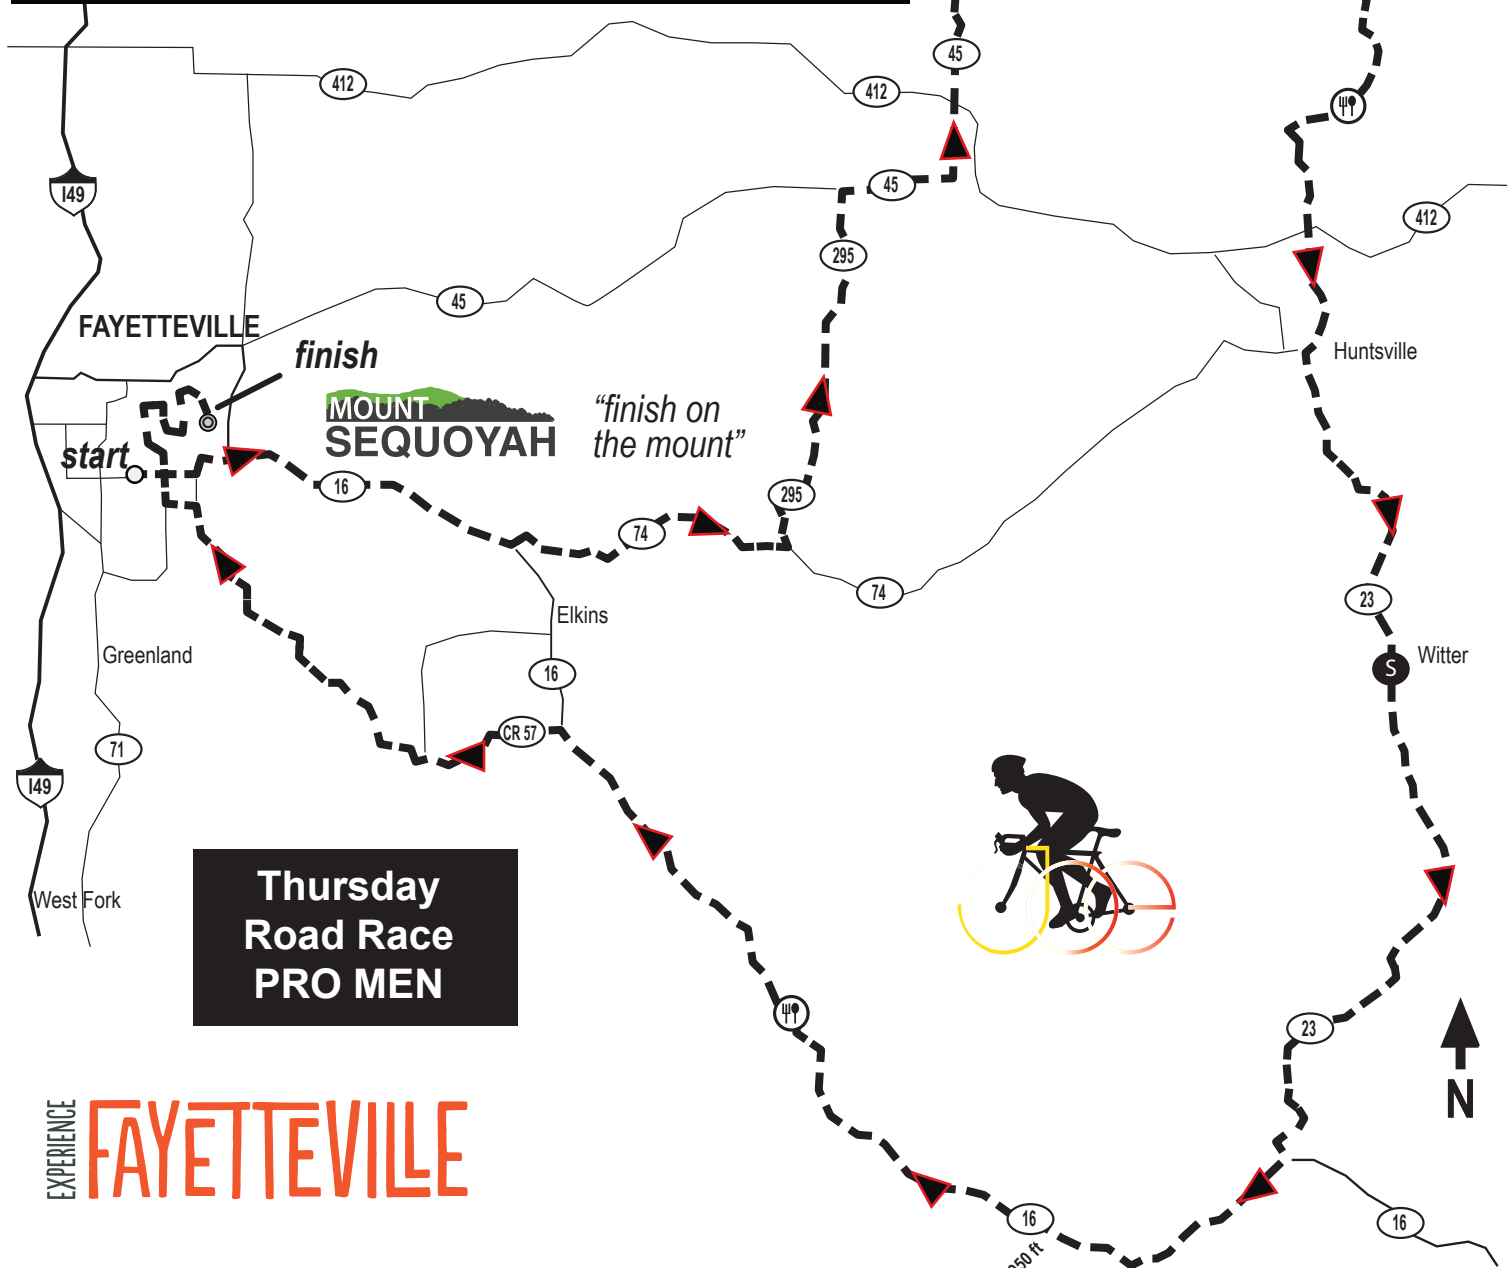 45
412
412
I49
45
412
295
45
FAYETTEVILLE
finish
Huntsville
MOUNT
SEQUOYAH
“finish on
the mount”
start
16
295
74
74
23
Elkins
Greenland
Witter
S
16
CR 57
71
I49
West Fork
Thursday
Road Race
PRO MEN
23
N
EXPERIENCE
FAYETTEVILLE
16
16
950 ft